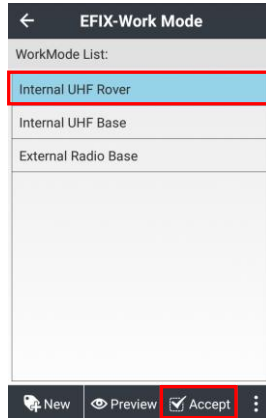 EFIX-Work Mode
WorkMode List:
Internal UHF Rover
Internal UHF Base
External Radio Base
New Preview Accept